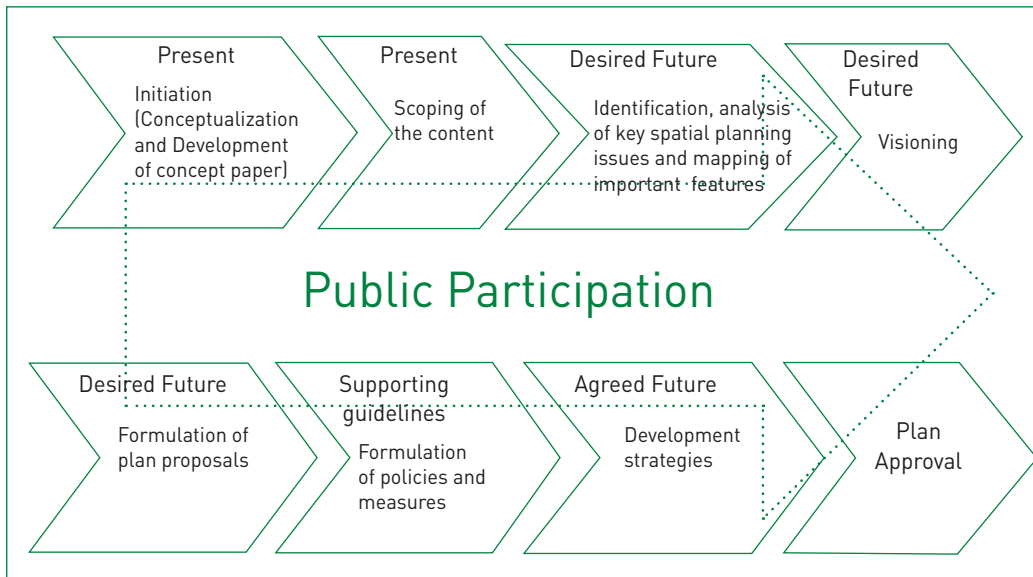 Present
Initiation
(Conceptualization
and Development
of concept paper)
Present
Scoping of
the content
Desired Future
Identification, analysis
of key spatial planning
issues and mapping of
important features
Desired
Future
Visioning
Public Participation
Desired Future
Formulation of
plan proposals
Supporting
guidelines
Formulation
of policies and
measures
Agreed Future
Development
strategies
Plan
Approval